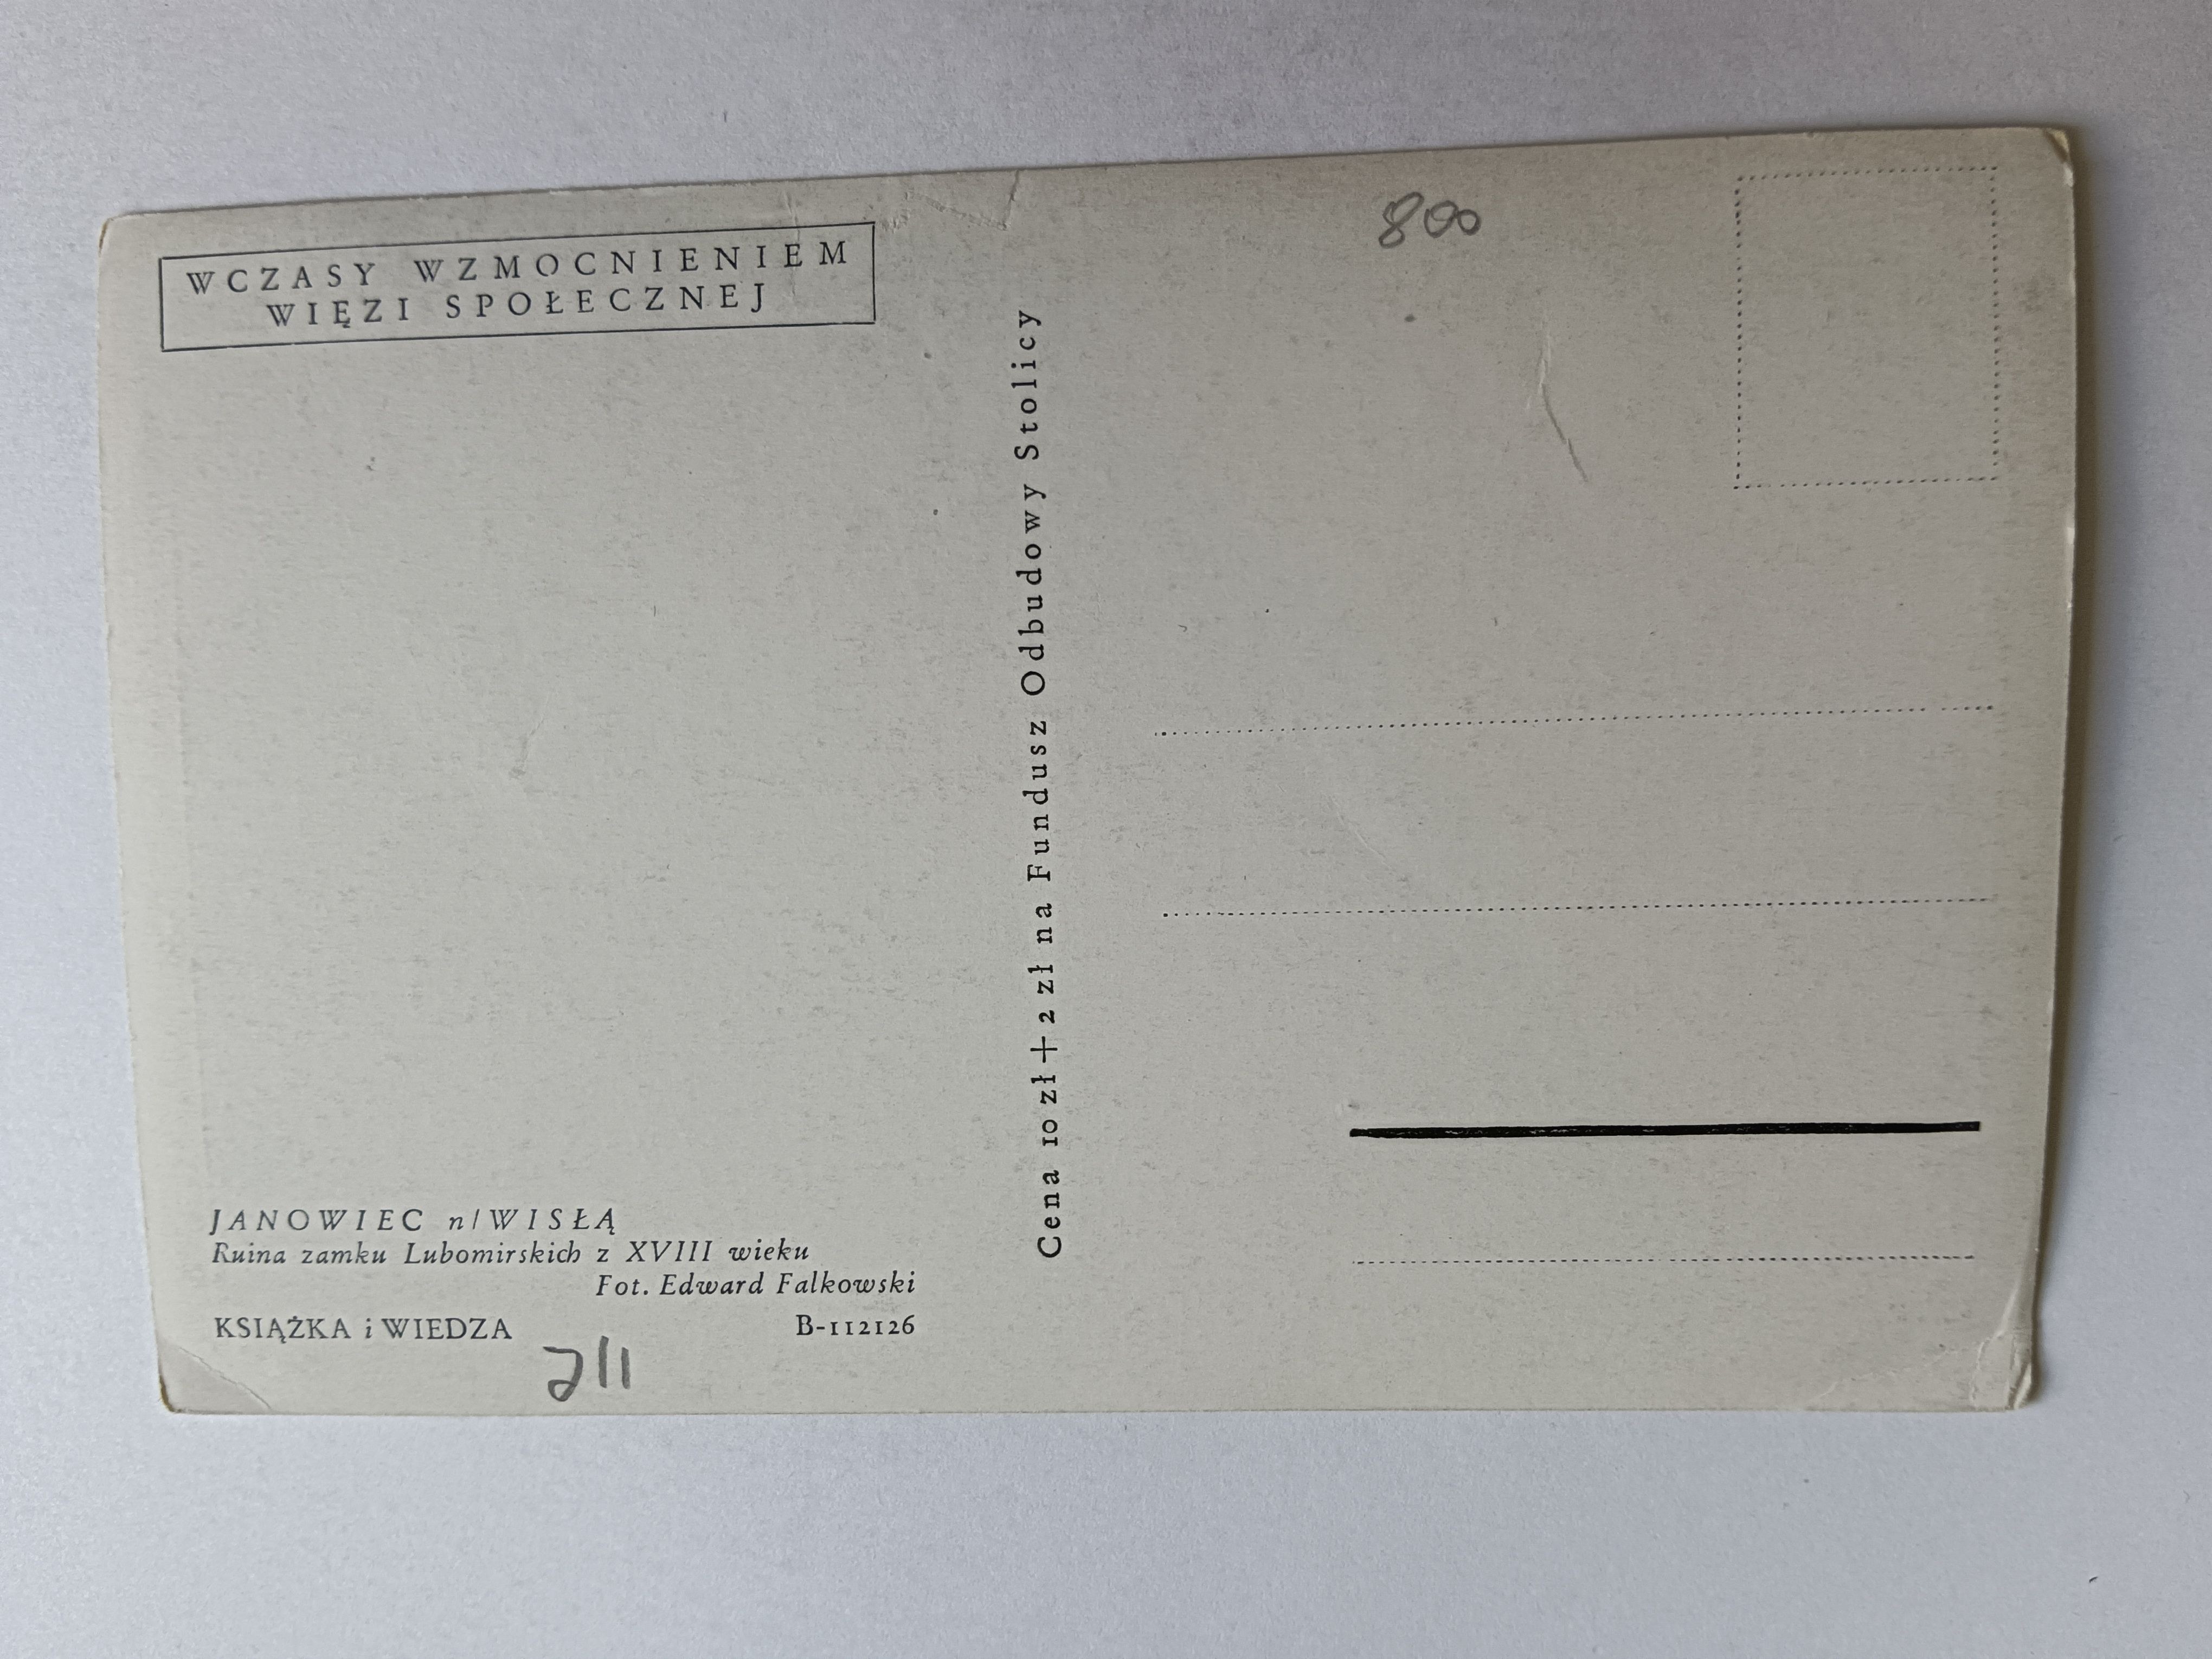 WCZASY WZMOCNIENIEM
WIĘZI SPOŁECZNEJ
800
Cena 10 zł + 2 zł na Fundusz Odbudowy Stolicy
JANOWIEC n/WISŁĄ
Ruina zamku Lubomirskich z XVIII wieku
Fot. Edward Falkowski
KSIĄŻKA i WIEDZA B-112126